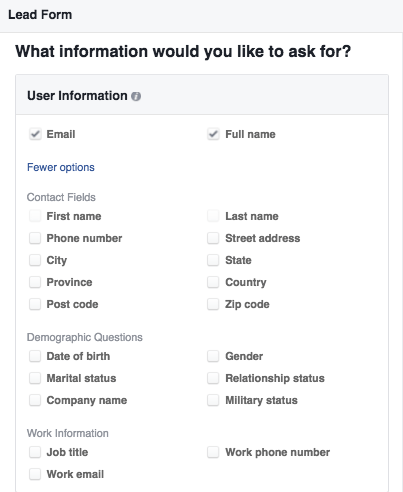 Lead Form
What information would you like to ask for?
User Information
Email Full name
Fewer options
Contact Fields
First name Last name
Phone number Street address
City State
Province Country
Post code Zip code
Demographic Questions
Date of birth Gender
Marital status Relationship status
Company name Military status
Work Information
Job title Work phone number
Work email